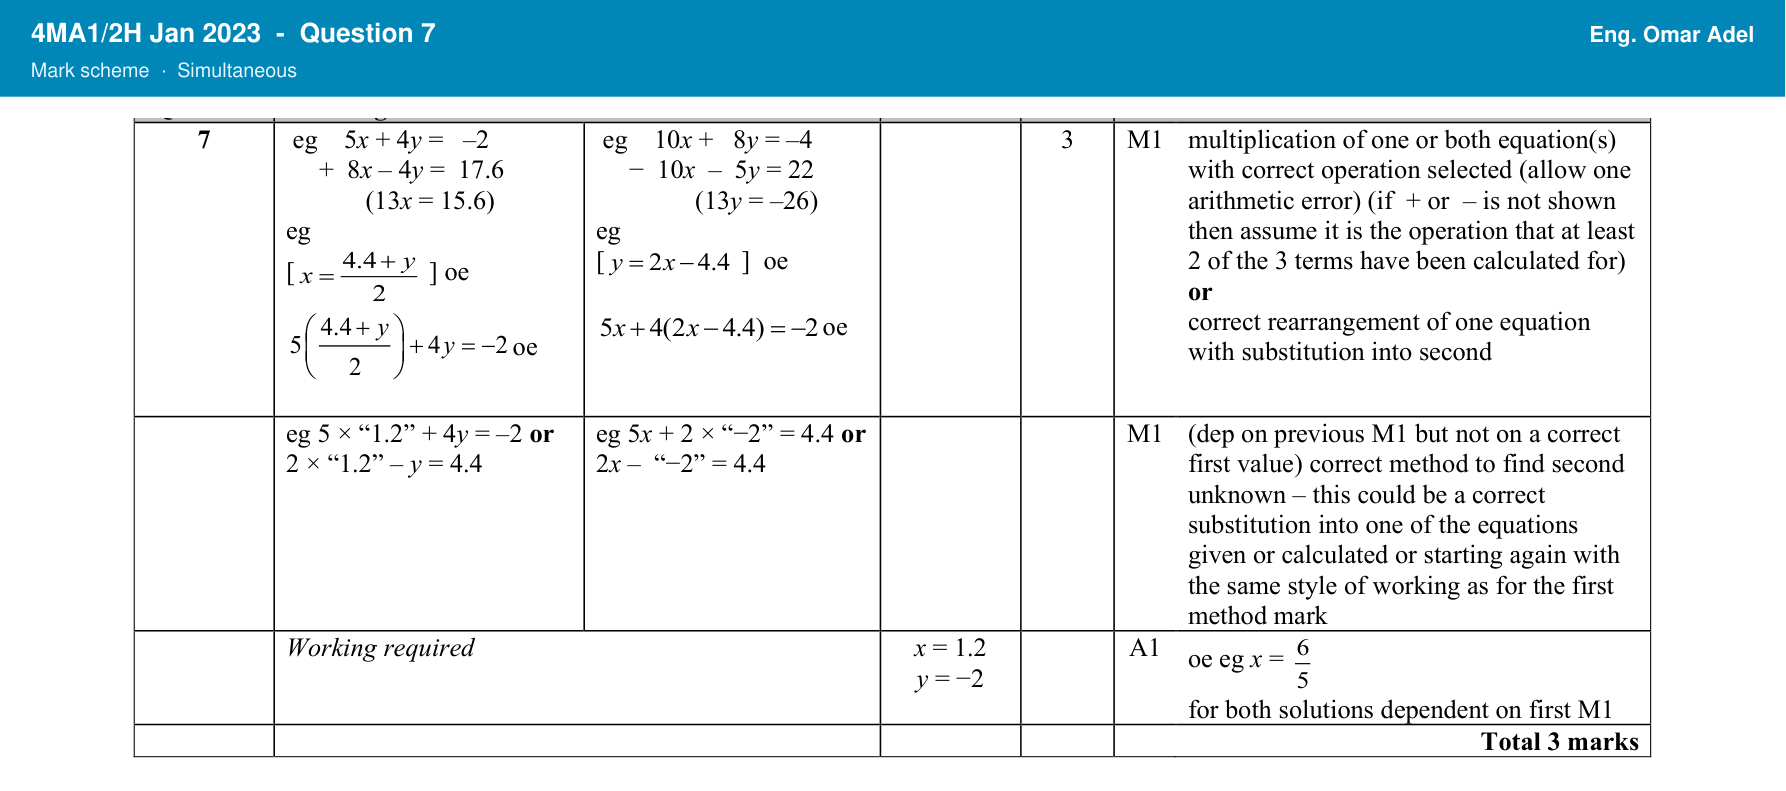 4MA1/2H Jan 2023 - Question 7
Eng. Omar Adel
Mark scheme · Simultaneous
7
eg 5x + 4y = –2
+ 8x – 4y = 17.6
(13x = 15.6)
eg
[ x = (4.4 + y)/2 ] oe
5((4.4 + y)/2) + 4y = –2 oe
eg 10x + 8y = –4
– 10x – 5y = 22
(13y = –26)
eg
[ y = 2x – 4.4 ] oe
5x + 4(2x – 4.4) = –2 oe
3
M1
multiplication of one or both equation(s)
with correct operation selected (allow one
arithmetic error) (if + or – is not shown
then assume it is the operation that at least
2 of the 3 terms have been calculated for)
or
correct rearrangement of one equation
with substitution into second
eg 5 × “1.2” + 4y = –2 or
2 × “1.2” – y = 4.4
eg 5x + 2 × “–2” = 4.4 or
2x – “–2” = 4.4
M1
(dep on previous M1 but not on a correct
first value) correct method to find second
unknown – this could be a correct
substitution into one of the equations
given or calculated or starting again with
the same style of working as for the first
method mark
Working required
x = 1.2
y = –2
A1
oe eg x = 6/5
for both solutions dependent on first M1
Total 3 marks